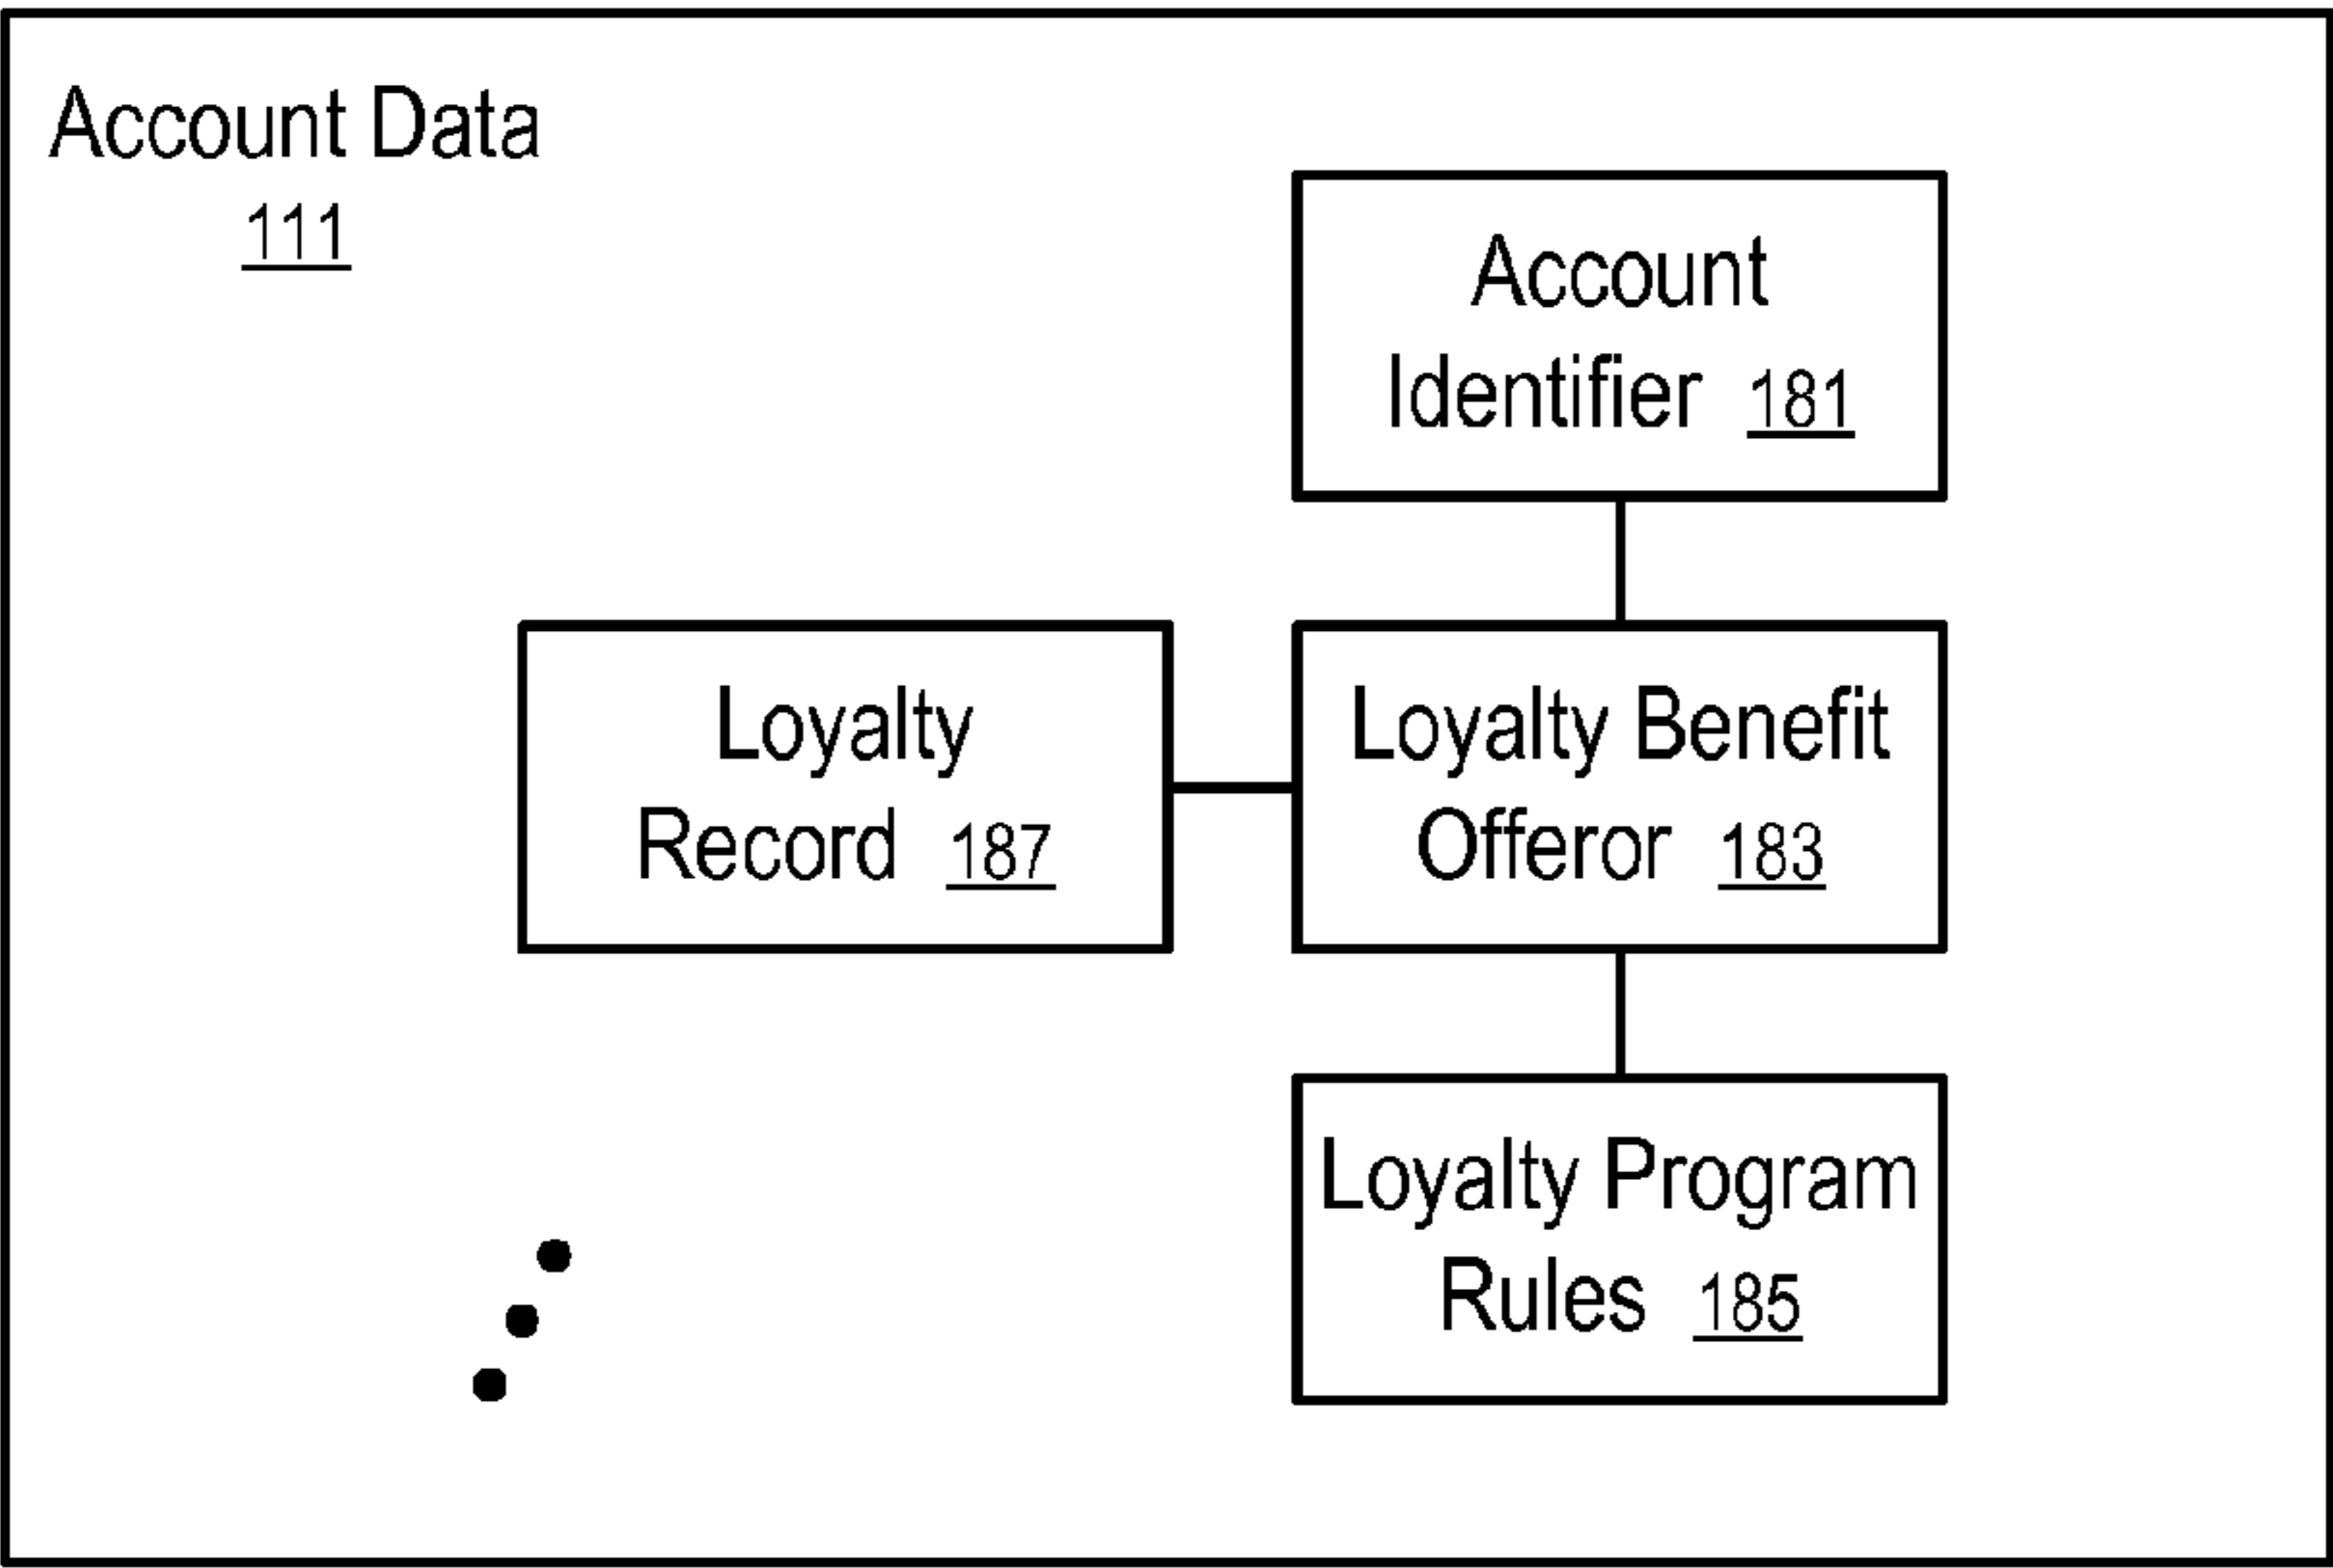 Account Data
111
Account
Identifier 181
Loyalty
Record 187
Loyalty Benefit
Offeror 183
Loyalty Program
Rules 185